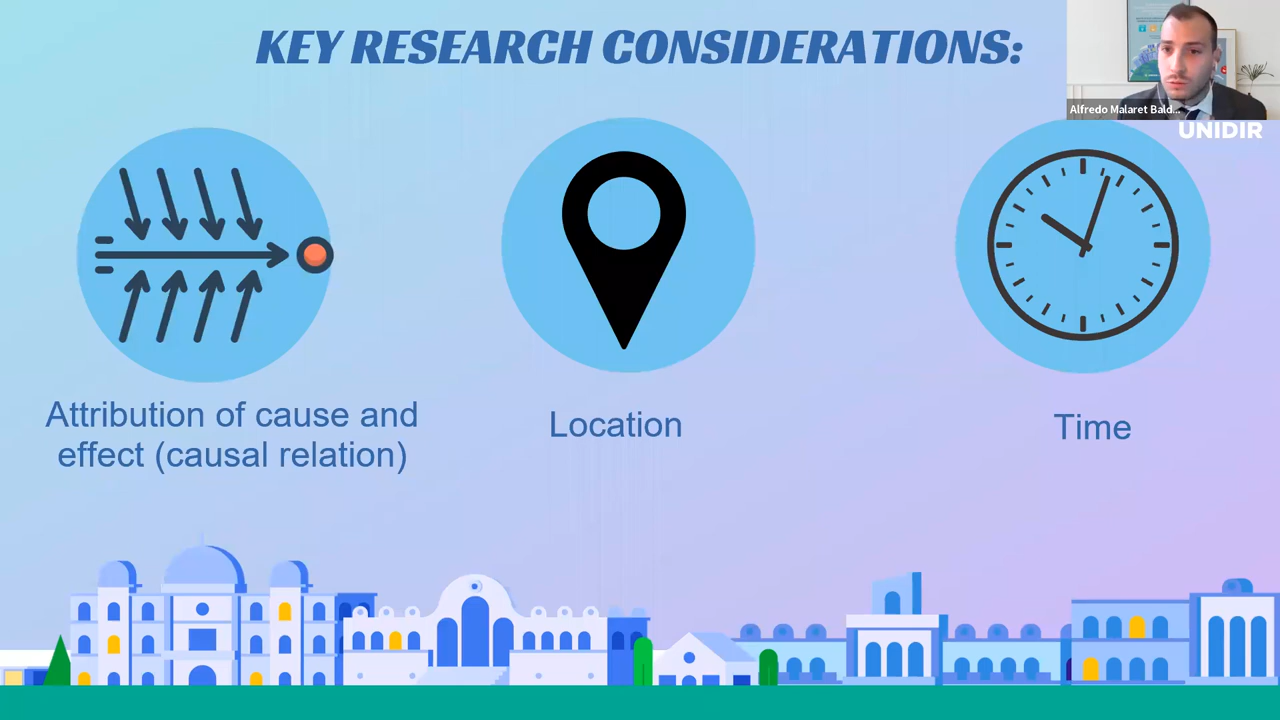 KEY RESEARCH CONSIDERATIONS:
Alfredo Malaret Bald...
UNIDIR
Attribution of cause and
effect (causal relation)
Location
Time